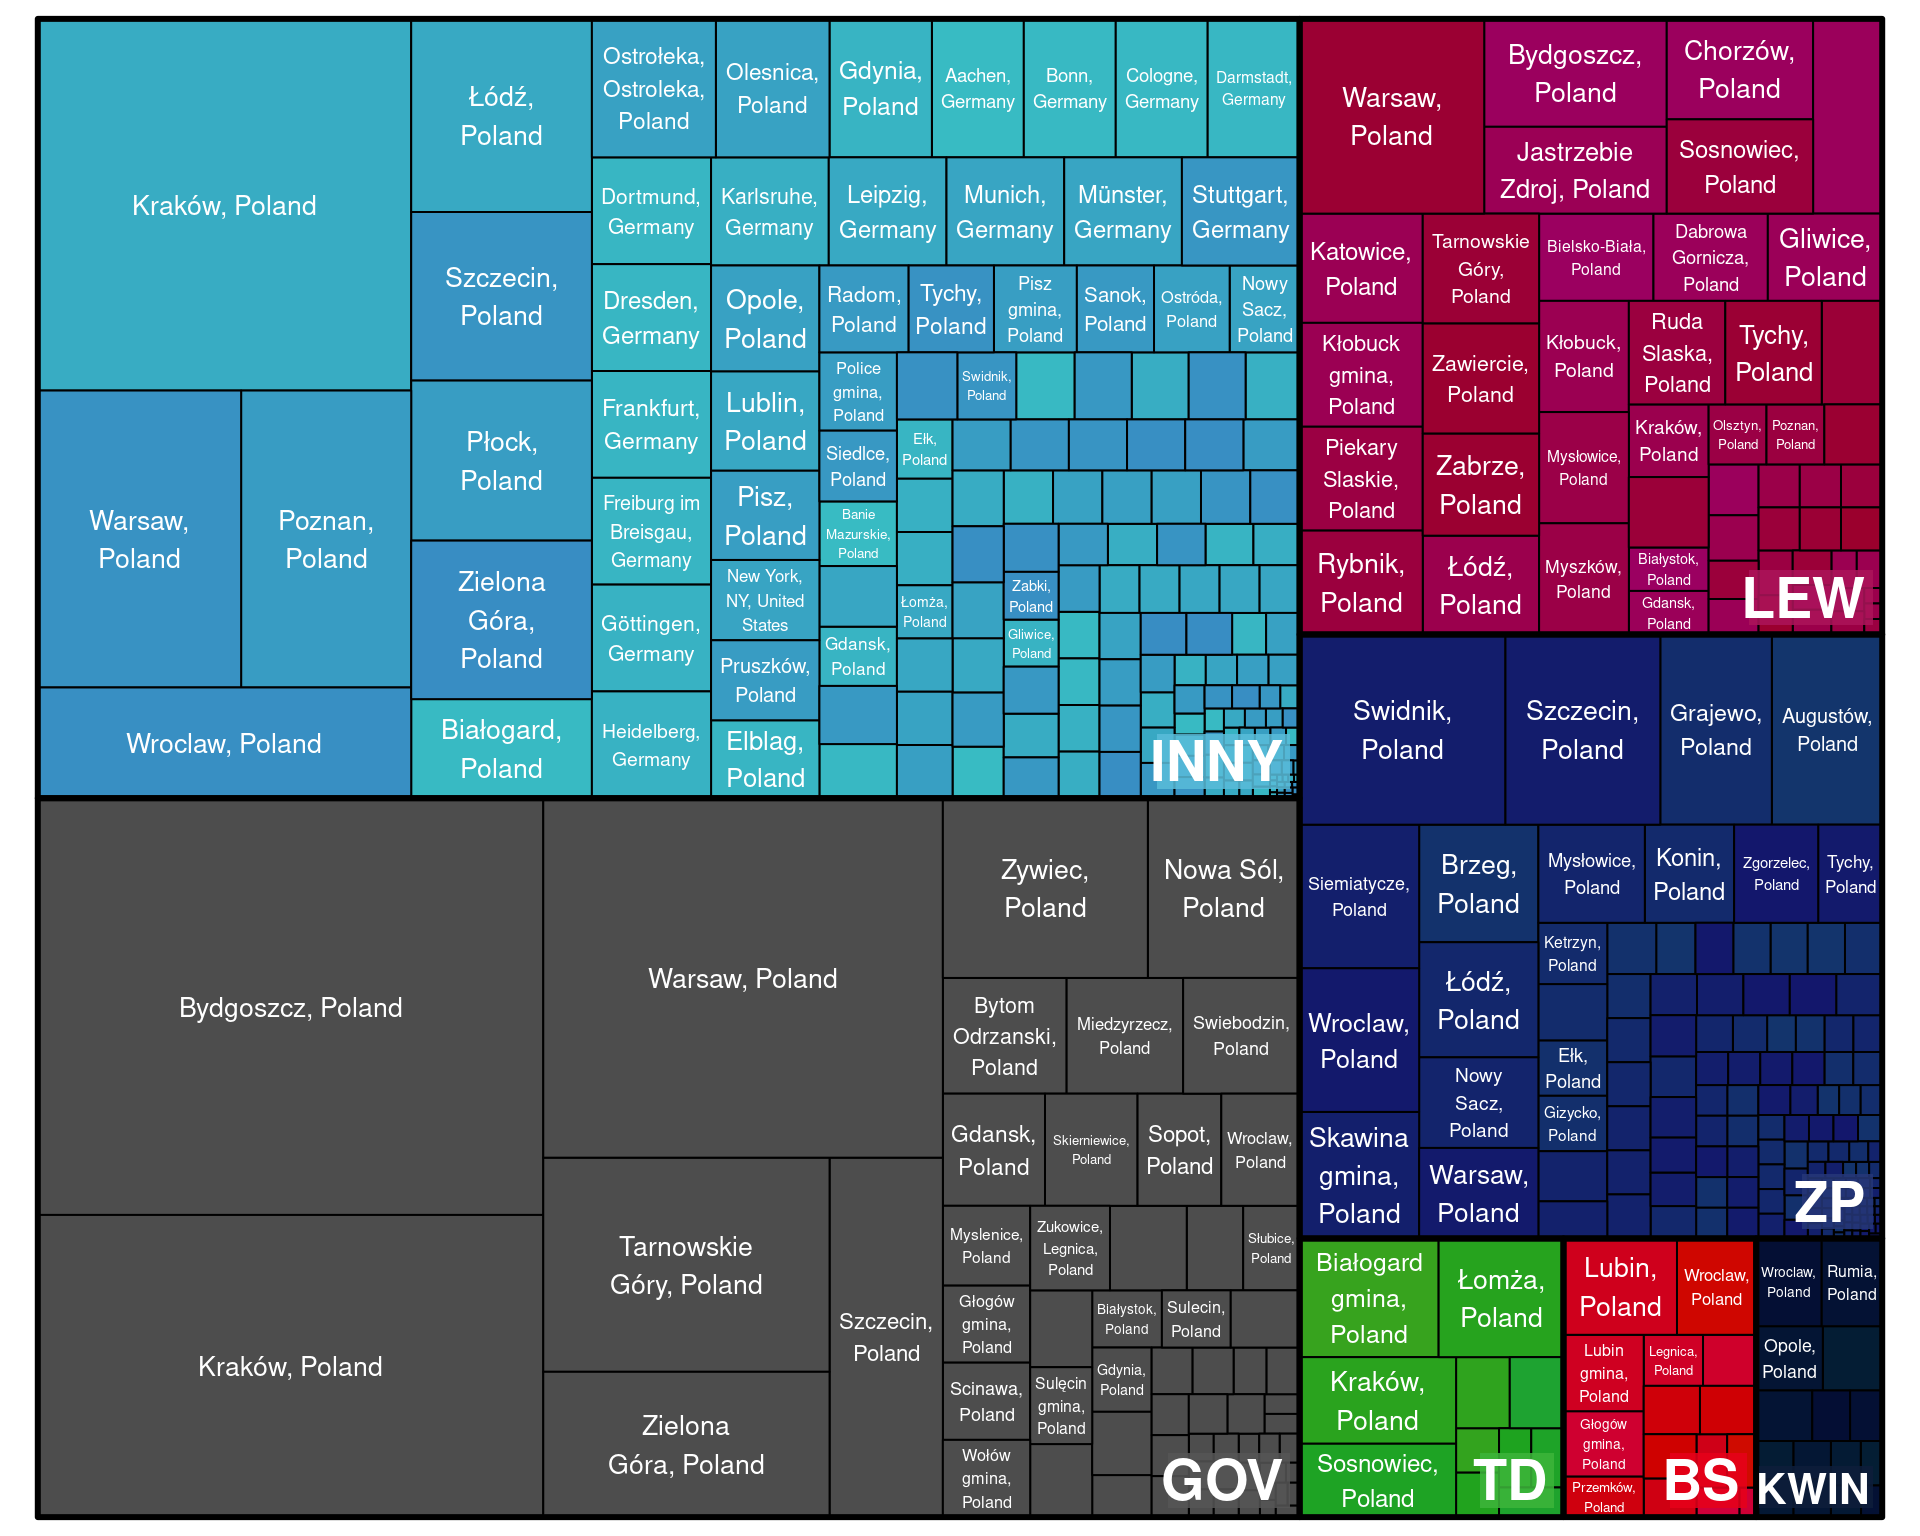 Kraków, Poland
Łódź,
Poland
Szczecin,
Poland
Płock,
Poland
Zielona
Góra,
Poland
Białogard,
Poland
Warsaw,
Poland
Poznan,
Poland
Wroclaw, Poland
Ostrołeka,
Ostroleka,
Poland
Olesnica,
Poland
Gdynia,
Poland
Aachen,
Germany
Bonn,
Germany
Cologne,
Germany
Darmstadt,
Germany
Dortmund,
Germany
Karlsruhe,
Germany
Leipzig,
Germany
Munich,
Germany
Münster,
Germany
Stuttgart,
Germany
Dresden,
Germany
Frankfurt,
Germany
Freiburg im
Breisgau,
Germany
Göttingen,
Germany
Heidelberg,
Germany
Opole,
Poland
Lublin,
Poland
Pisz,
Poland
New York,
NY, United
States
Pruszków,
Poland
Elblag,
Poland
Radom,
Poland
Tychy,
Poland
Pisz
gmina,
Poland
Sanok,
Poland
Ostróda,
Poland
Nowy
Sacz,
Poland
Police
gmina,
Poland
Swidnik,
Poland
Siedlce,
Poland
Ełk,
Poland
Banie
Mazurskie,
Poland
Łomża,
Poland
Zabki,
Poland
Gliwice,
Poland
Gdansk,
Poland
INNY
Warsaw,
Poland
Bydgoszcz,
Poland
Chorzów,
Poland
Jastrzebie
Zdroj, Poland
Sosnowiec,
Poland
Katowice,
Poland
Tarnowskie
Góry,
Poland
Bielsko-Biała,
Poland
Dabrowa
Gornicza,
Poland
Gliwice,
Poland
Kłobuck
gmina,
Poland
Zawiercie,
Poland
Kłobuck,
Poland
Ruda
Slaska,
Poland
Tychy,
Poland
Piekary
Slaskie,
Poland
Zabrze,
Poland
Mysłowice,
Poland
Kraków,
Poland
Olsztyn,
Poland
Poznan,
Poland
Rybnik,
Poland
Łódź,
Poland
Myszków,
Poland
Białystok,
Poland
Gdansk,
Poland
LEW
Swidnik,
Poland
Szczecin,
Poland
Grajewo,
Poland
Augustów,
Poland
Siemiatycze,
Poland
Brzeg,
Poland
Mysłowice,
Poland
Konin,
Poland
Zgorzelec,
Poland
Tychy,
Poland
Wroclaw,
Poland
Łódź,
Poland
Ketrzyn,
Poland
Nowy
Sacz,
Poland
Ełk,
Poland
Gizycko,
Poland
Skawina
gmina,
Poland
Warsaw,
Poland
ZP
Bydgoszcz, Poland
Kraków, Poland
Warsaw, Poland
Tarnowskie
Góry, Poland
Zielona
Góra, Poland
Szczecin,
Poland
Zywiec,
Poland
Nowa Sól,
Poland
Bytom
Odrzanski,
Poland
Miedzyrzecz,
Poland
Swiebodzin,
Poland
Gdansk,
Poland
Skierniewice,
Poland
Sopot,
Poland
Wroclaw,
Poland
Myslenice,
Poland
Zukowice,
Legnica,
Poland
Słubice,
Poland
Głogów
gmina,
Poland
Białystok,
Poland
Sulecin,
Poland
Scinawa,
Poland
Sulęcin
gmina,
Poland
Gdynia,
Poland
Wołów
gmina,
Poland
GOV
Białogard
gmina,
Poland
Łomża,
Poland
Kraków,
Poland
Sosnowiec,
Poland
TD
Lubin,
Poland
Wroclaw,
Poland
Lubin
gmina,
Poland
Legnica,
Poland
Głogów
gmina,
Poland
Przemków,
Poland
BS
Wroclaw,
Poland
Rumia,
Poland
Opole,
Poland
KWIN